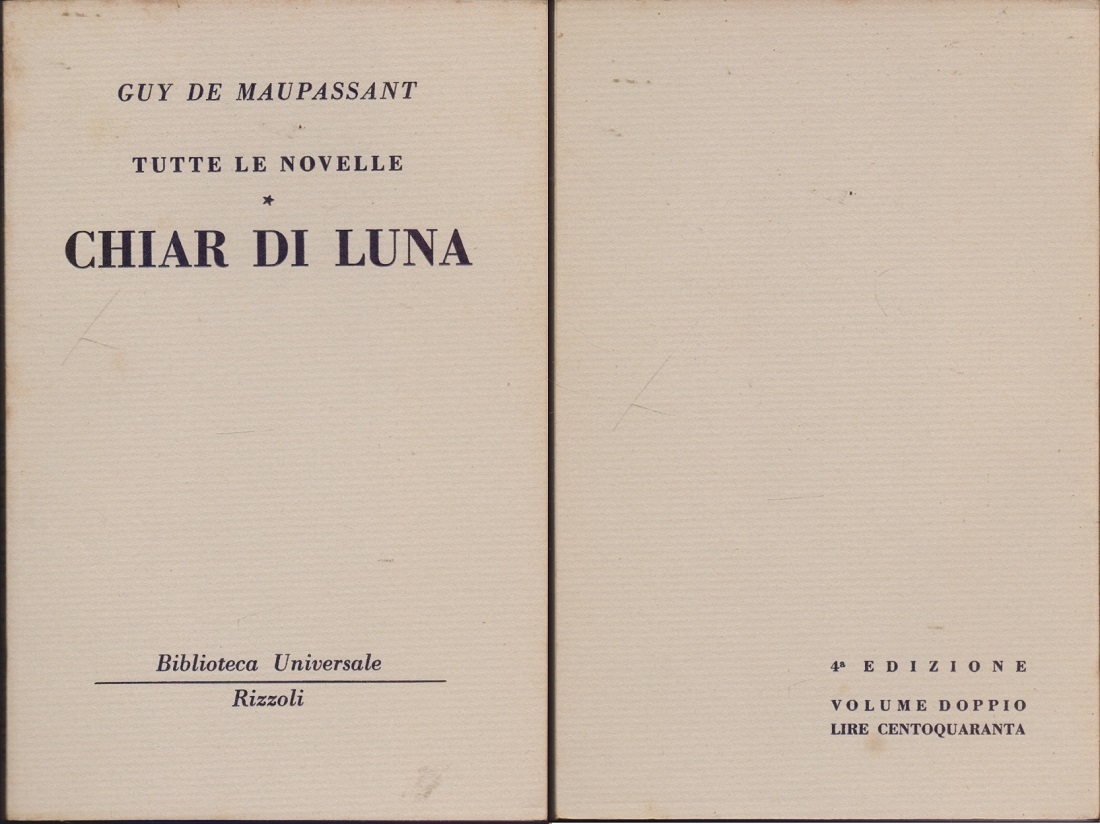 GUY DE MAUPASSANT
TUTTE LE NOVELLE
*
CHIAR DI LUNA
Biblioteca Universale
Rizzoli
4ª EDIZIONE
VOLUME DOPPIO
LIRE CENTOQUARANTA